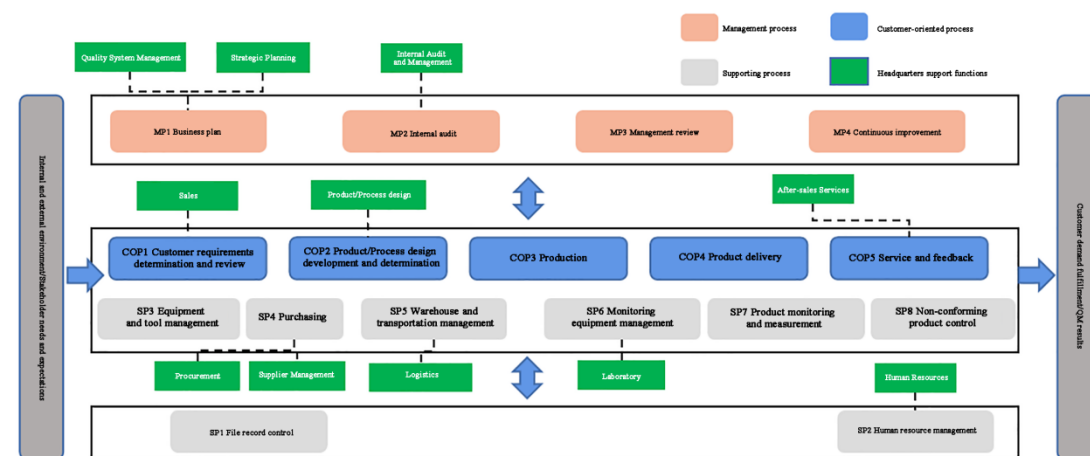 Management process
Customer-oriented process
Supporting process
Headquarters support functions
Quality System Management
Strategic Planning
Internal Audit
and Management
MP1 Business plan
MP2 Internal audit
MP3 Management review
MP4 Continuous improvement
Internal and external environment/Stakeholder needs and expectations
Customer demand fulfillment/QM results
Sales
Product/Process design
After-sales Services
COP1 Customer requirements
determination and review
COP2 Product/Process design
development and determination
COP3 Production
COP4 Product delivery
COP5 Service and feedback
SP3 Equipment
and tool management
SP4 Purchasing
SP5 Warehouse and
transportation management
SP6 Monitoring
equipment management
SP7 Product monitoring
and measurement
SP8 Non-conforming
product control
Procurement
Supplier Management
Logistics
Laboratory
Human Resources
SP1 File record control
SP2 Human resource management